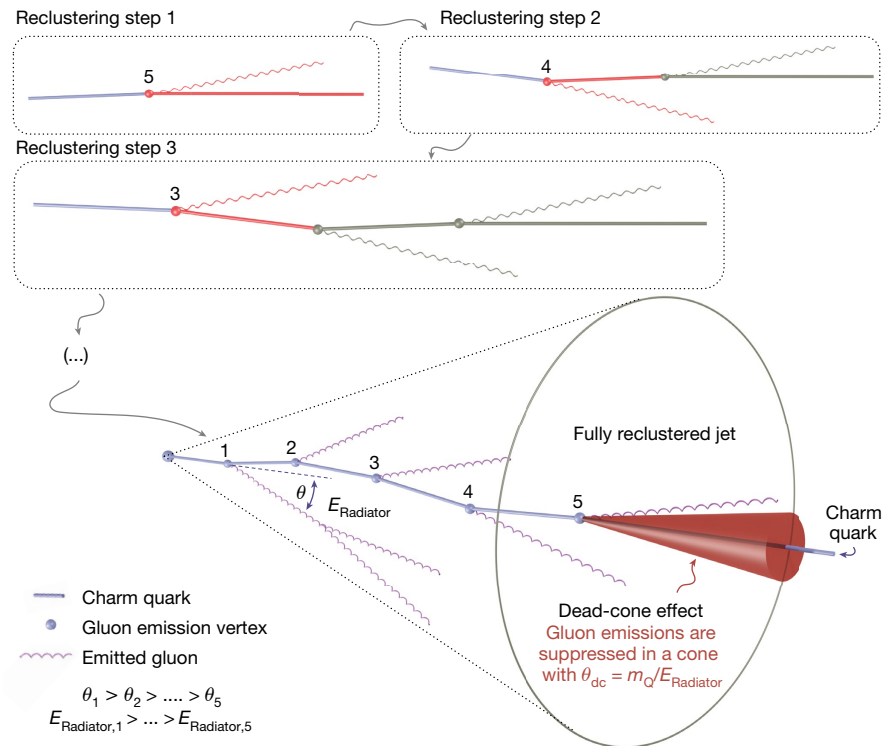 Reclustering step 1
Reclustering step 2
5
4
Reclustering step 3
3
(...)
1
2
3
4
5
θ
E_Radiator
Fully reclustered jet
Charm
quark
Dead-cone effect
Gluon emissions are
suppressed in a cone
with θ_dc = m_Q/E_Radiator
Charm quark
Gluon emission vertex
Emitted gluon
θ_1 > θ_2 > .... > θ_5
E_Radiator,1 > ... > E_Radiator,5